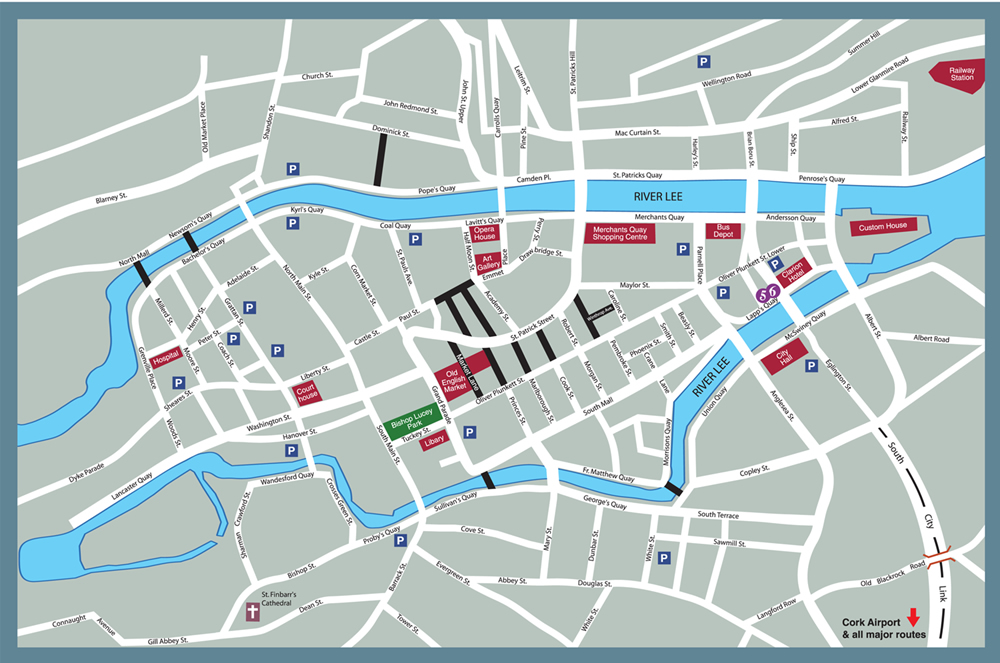 Church St.
Old Market Place
Shandon St.
John Redmond St.
Dominick St.
John St. Upper
Carrolls Quay
Leitrim St.
Pine St.
St. Patricks Hill
P
Wellington Road
Summer Hill
Lower Glanmire Road
Railway
Station
Mac Curtain St.
Harley's St.
Brian Boru St.
Ship St.
Alfred St.
Railway St.
Blarney St.
P
Pope's Quay
Camden Pl.
St. Patricks Quay
Penrose's Quay
RIVER LEE
North Mall
Newsom's Quay
Bachelor's Quay
Kyrl's Quay
P
Coal Quay
P
Lavitt's Quay
Opera
House
Half Moon St.
Art
Gallery
Place
Emmet
Perry St.
Drawbridge St.
Merchants Quay
Merchants Quay
Shopping Centre
P
Parnell Place
Bus
Depot
Andersson Quay
Custom House
Oliver Plunkett St. Lower
P
Clarion
Hotel
P
5 6
Lapp's Quay
Maylor St.
Adelaide St.
North Main St.
Kyle St.
Corn Market St.
St. Paul's Ave.
Paul St.
Academy St.
St. Patrick Street
Winthrop Ave.
Caroline St.
Robert St.
Millerd St.
Henry St.
Grattan St.
P
Peter St.
P
P
Coach St.
Moore St.
Castle St.
Hospital
Grenville Place
P
Sheares St.
Woods St.
Liberty St.
Court
house
Washington St.
Hanover St.
P
Market Lane
Old
English
Market
Grand Parade
Oliver Plunkett St.
Princes St.
Marlborough St.
Cook St.
Morgan St.
Pembroke St.
Phoenix St.
Crane
Lane
Smith St.
Beasly St.
South Mall
Bishop Lucey
Park
Tuckey St.
Libary
P
South Main St.
RIVER LEE
Union Quay
Morrisons Quay
McSwiney Quay
City
Hall
P
Eglington St.
Albert St.
Albert Road
Anglesea St.
Copley St.
Dyke Parade
Lancaster Quay
Wandesford Quay
Crosses Green St.
Crawford St.
Sharman
Sullivan's Quay
Fr. Matthew Quay
George's Quay
South Terrace
Sawmill St.
Proby's Quay
P
Cove St.
Mary St.
Dunbar St.
White St.
P
Bishop St.
Barrack St.
Evergreen St.
Abbey St.
Douglas St.
St. Finbarr's
Cathedral
Dean St.
Tower St.
White St.
Langford Row
Old Blackrock Road
South
City
Link
Connaught
Avenue
Gill Abbey St.
Cork Airport
& all major routes